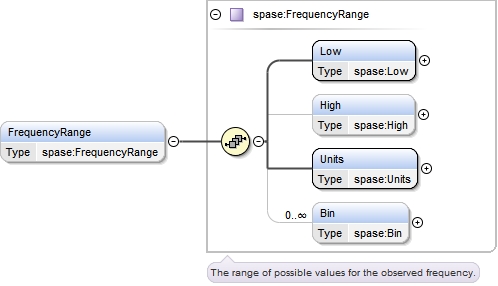 spase:FrequencyRange
Low
Type spase:Low
High
Type spase:High
FrequencyRange
Type spase:FrequencyRange
Units
Type spase:Units
0..∞
Bin
Type spase:Bin
The range of possible values for the observed frequency.